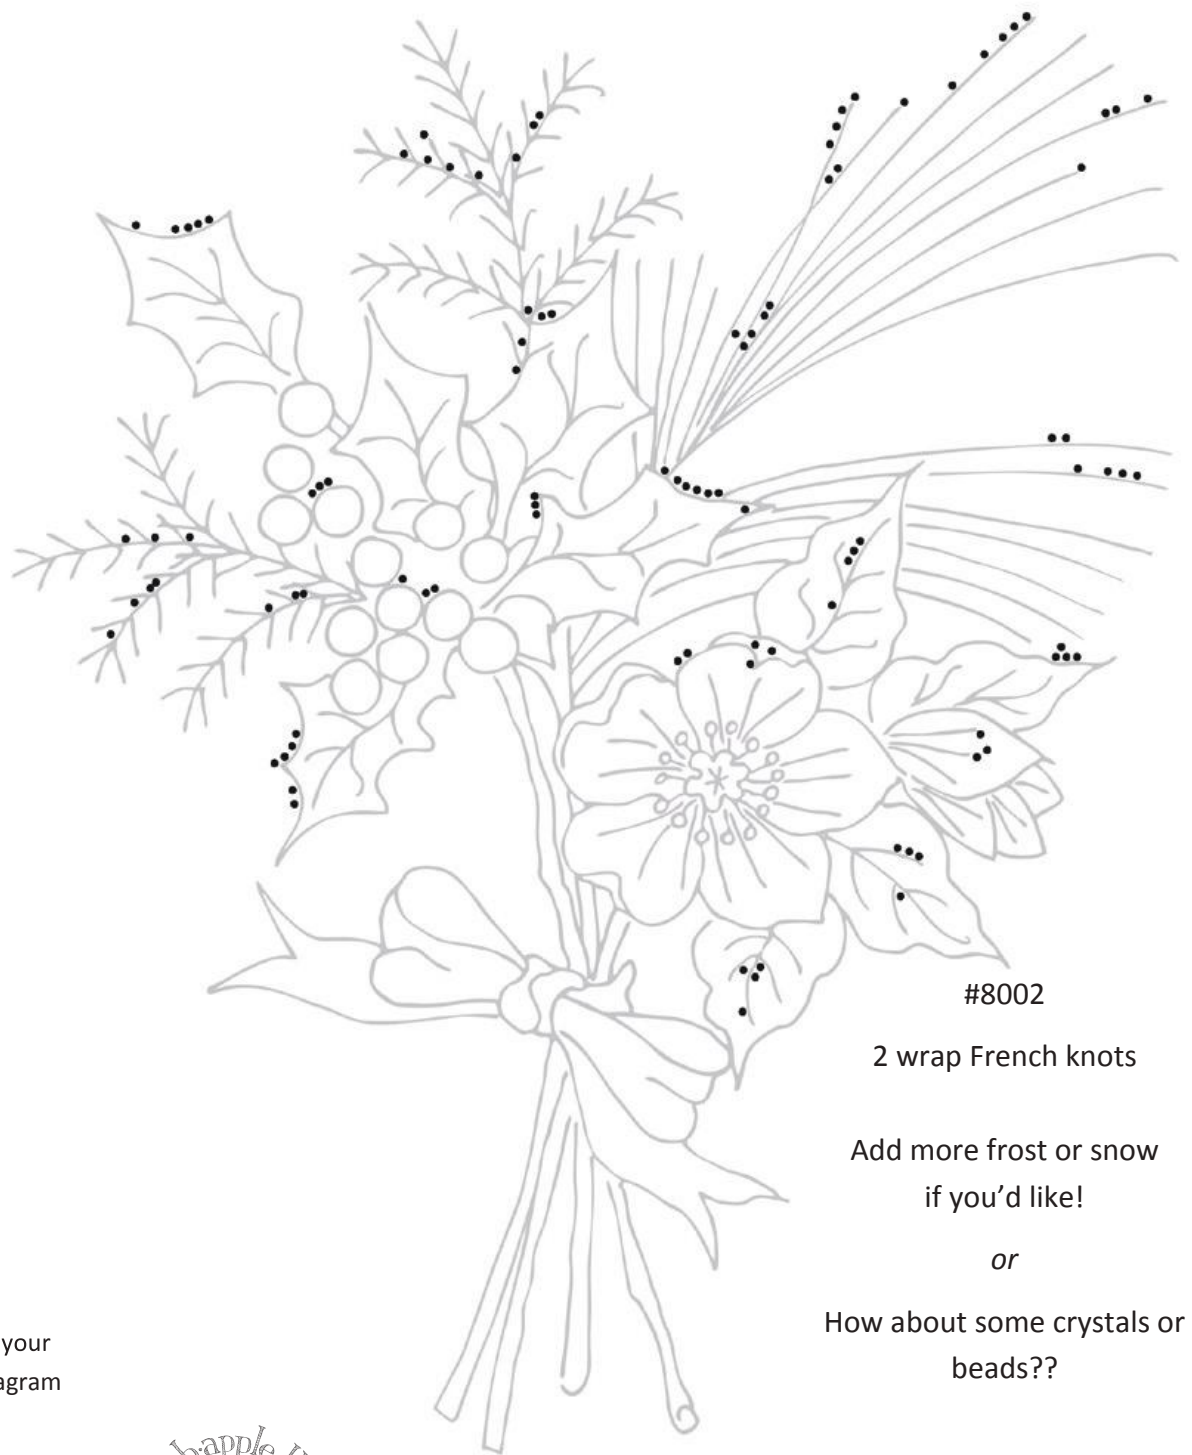 #8002
2 wrap French knots
Add more frost or snow
if you’d like!
or
How about some crystals or
beads??
your